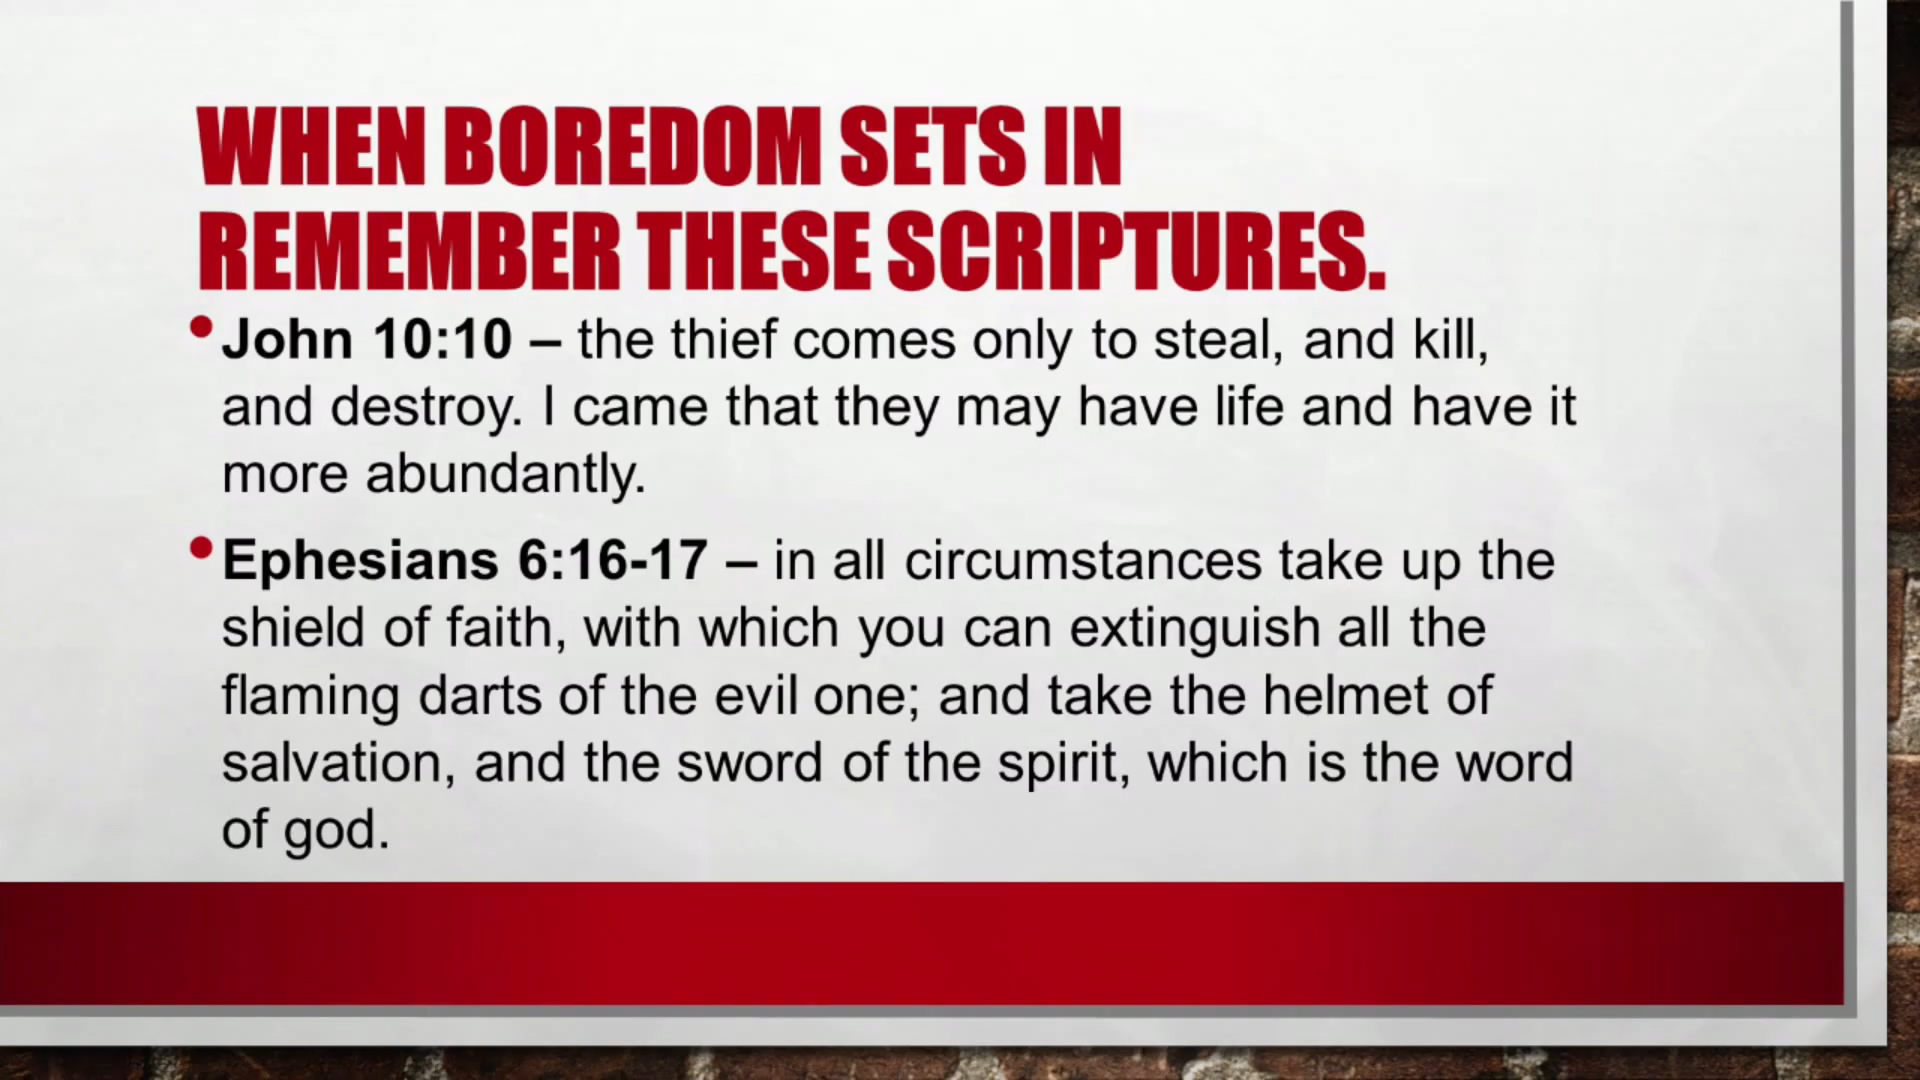 WHEN BOREDOM SETS IN
REMEMBER THESE SCRIPTURES.
•John 10:10 – the thief comes only to steal, and kill,
and destroy. I came that they may have life and have it
more abundantly.
•Ephesians 6:16-17 – in all circumstances take up the
shield of faith, with which you can extinguish all the
flaming darts of the evil one; and take the helmet of
salvation, and the sword of the spirit, which is the word
of god.